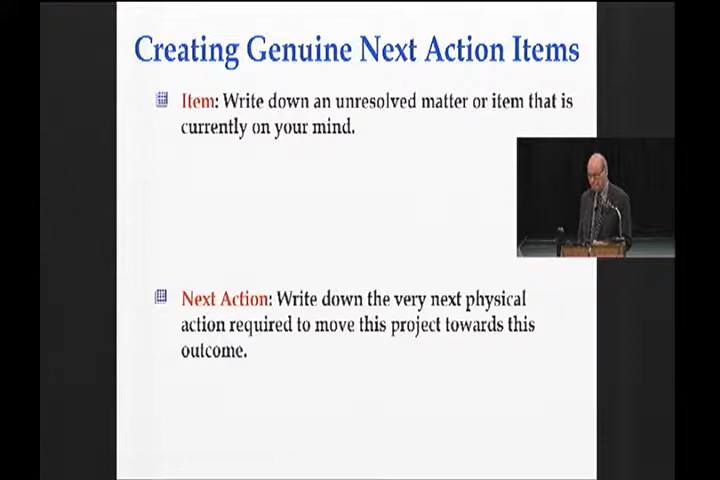 Creating Genuine Next Action Items
Item: Write down an unresolved matter or item that is
currently on your mind.
Next Action: Write down the very next physical
action required to move this project towards this
outcome.